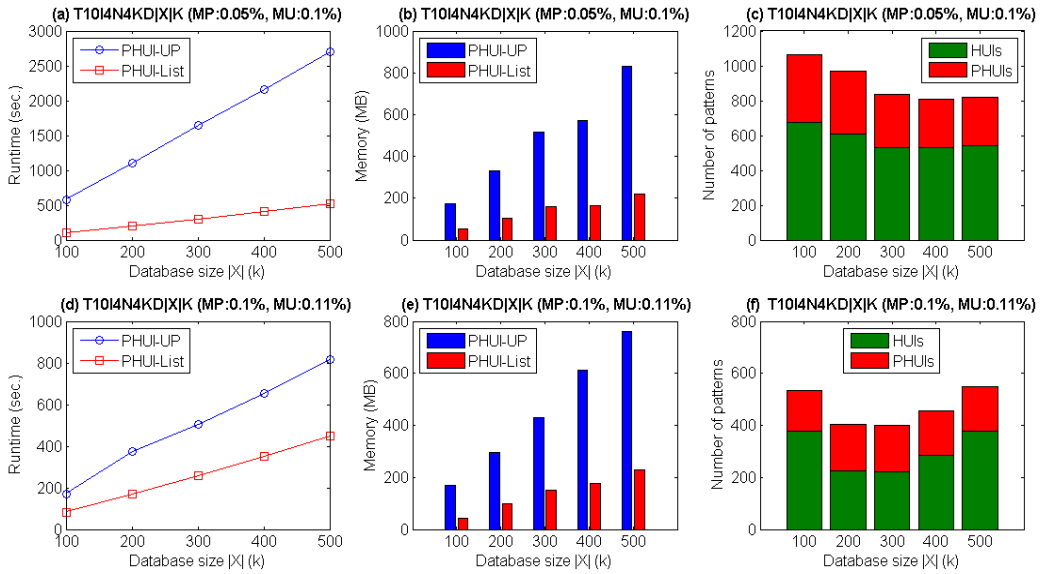 (a) T10I4N4KD|X|K (MP:0.05%, MU:0.1%)
3000
2500
2000
1500
1000
500
0
Runtime (sec.)
PHUI-UP
PHUI-List
100 200 300 400 500
Database size |X| (k)
(b) T10I4N4KD|X|K (MP:0.05%, MU:0.1%)
1000
800
600
400
200
0
Memory (MB)
PHUI-UP
PHUI-List
100 200 300 400 500
Database size |X| (k)
(c) T10I4N4KD|X|K (MP:0.05%, MU:0.1%)
1200
1000
800
600
400
200
0
Number of patterns
HUIs
PHUIs
100 200 300 400 500
Database size |X| (k)
(d) T10I4N4KD|X|K (MP:0.1%, MU:0.11%)
1000
800
600
400
200
0
Runtime (sec.)
PHUI-UP
PHUI-List
100 200 300 400 500
Database size |X| (k)
(e) T10I4N4KD|X|K (MP:0.1%, MU:0.11%)
800
600
400
200
0
Memory (MB)
PHUI-UP
PHUI-List
100 200 300 400 500
Database size |X| (k)
(f) T10I4N4KD|X|K (MP:0.1%, MU:0.11%)
800
600
400
200
0
Number of patterns
HUIs
PHUIs
100 200 300 400 500
Database size |X| (k)